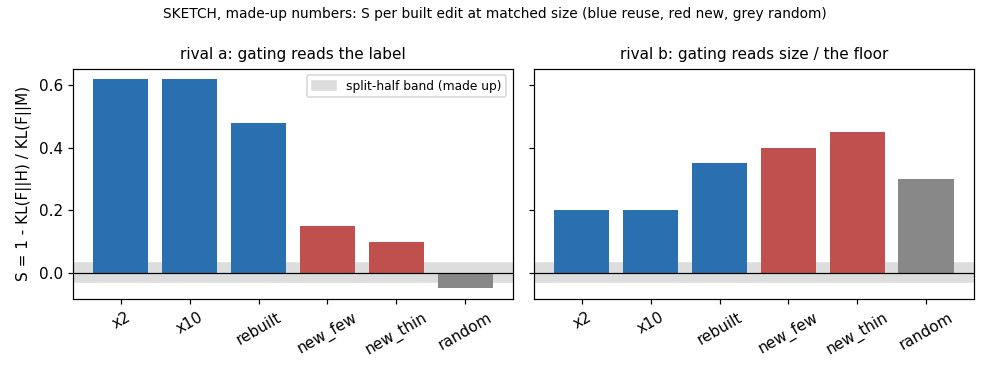 SKETCH, made-up numbers: S per built edit at matched size (blue reuse, red new, grey random)
rival a: gating reads the label
rival b: gating reads size / the floor
split-half band (made up)
S = 1 - KL(F||H) / KL(F||M)
0.6
0.4
0.2
0.0
x2
x10
rebuilt
new_few
new_thin
random
x2
x10
rebuilt
new_few
new_thin
random